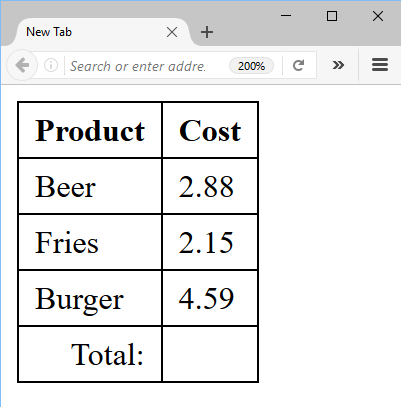 New Tab
Search or enter addre. 200%
Product Cost
Beer 2.88
Fries 2.15
Burger 4.59
Total: